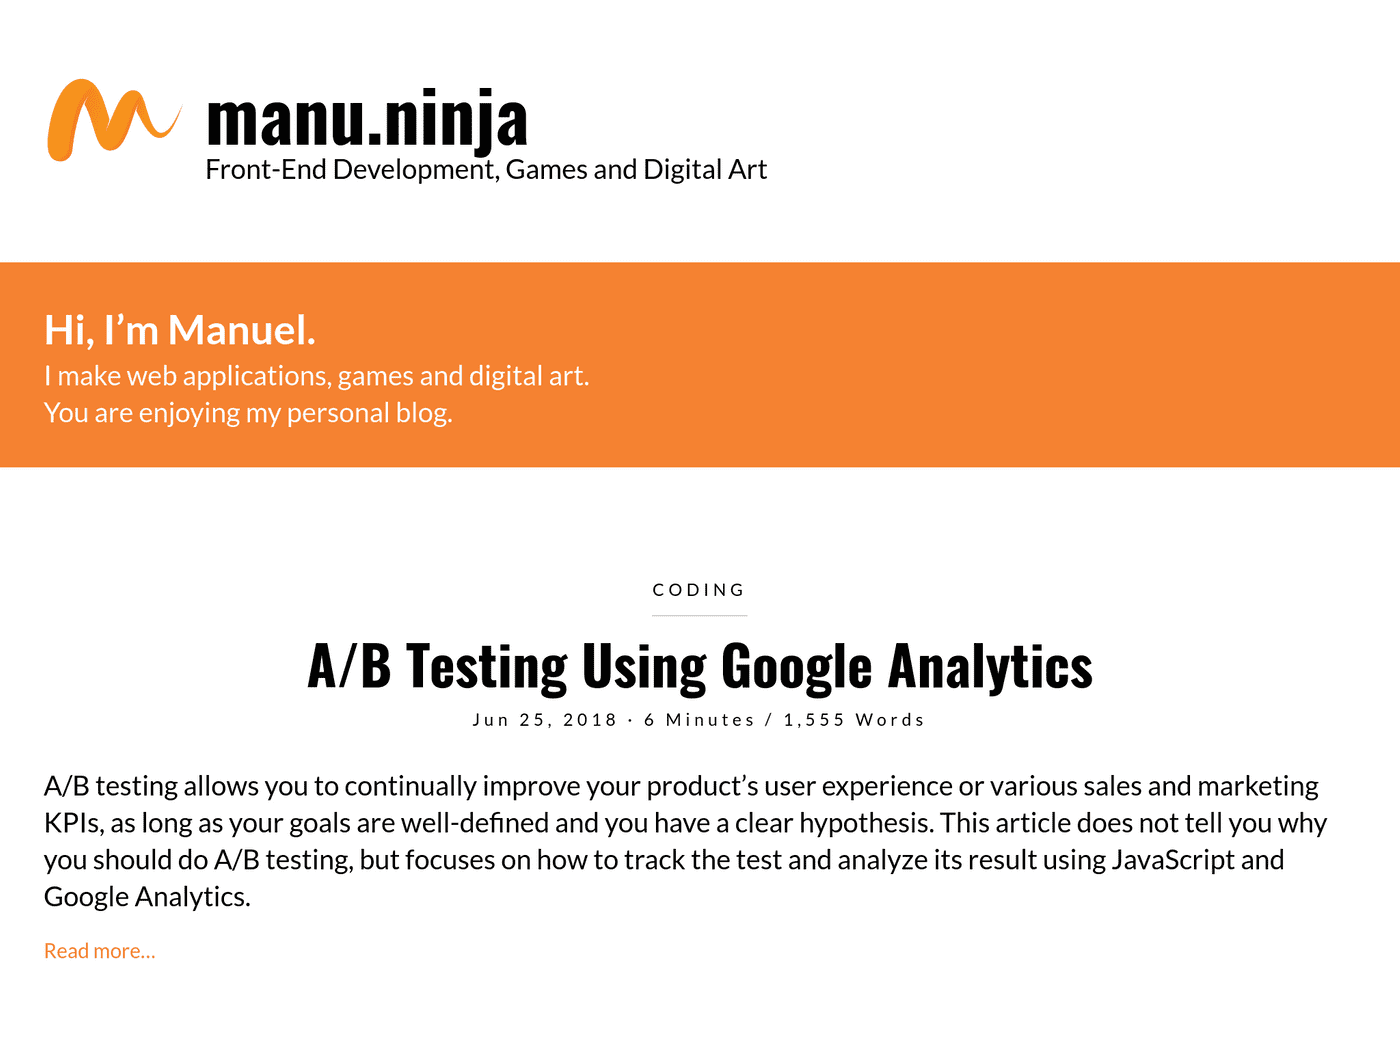 manu.ninja
Front-End Development, Games and Digital Art
Hi, I’m Manuel.
I make web applications, games and digital art.
You are enjoying my personal blog.
CODING
A/B Testing Using Google Analytics
Jun 25, 2018 · 6 Minutes / 1,555 Words
A/B testing allows you to continually improve your product’s user experience or various sales and marketing
KPIs, as long as your goals are well-defined and you have a clear hypothesis. This article does not tell you why
you should do A/B testing, but focuses on how to track the test and analyze its result using JavaScript and
Google Analytics.
Read more…